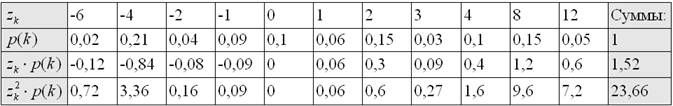 z_k -6 -4 -2 -1 0 1 2 3 4 8 12 Суммы:
p(k) 0,02 0,21 0,04 0,09 0,1 0,06 0,15 0,03 0,1 0,15 0,05 1
z_k · p(k) -0,12 -0,84 -0,08 -0,09 0 0,06 0,3 0,09 0,4 1,2 0,6 1,52
z_k^2 · p(k) 0,72 3,36 0,16 0,09 0 0,06 0,6 0,27 1,6 9,6 7,2 23,66